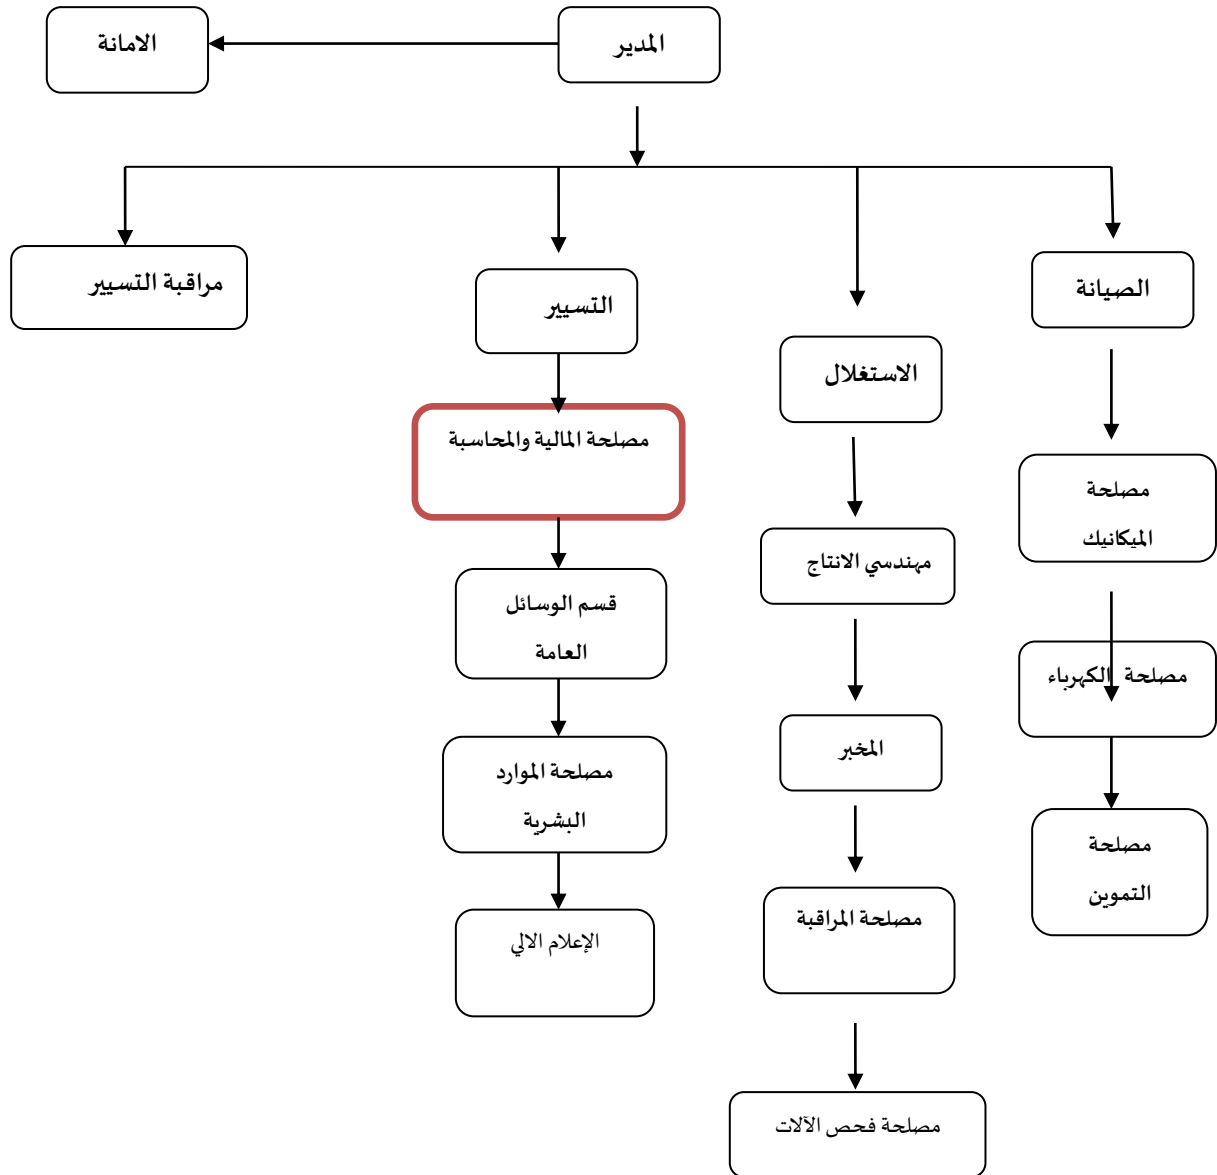 المدير
الامانة
الصيانة
الاستغلال
التسيير
مراقبة التسيير
مصلحة
الميكانيك
مصلحة الكهرباء
مصلحة
التموين
مهندسي الانتاج
المخبر
مصلحة المراقبة
مصلحة فحص الآلات
مصلحة المالية والمحاسبة
قسم الوسائل
العامة
مصلحة الموارد
البشرية
الإعلام الالي